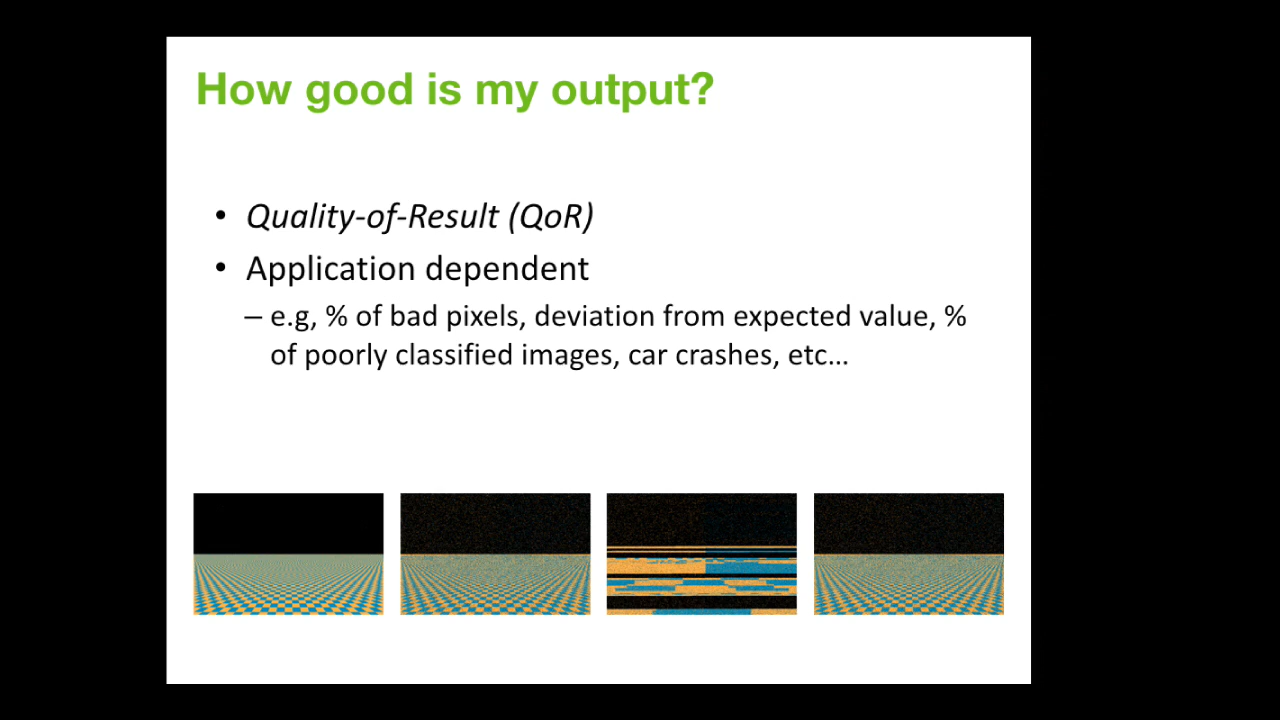 How good is my output?
• Quality-of-Result (QoR)
• Application dependent
– e.g, % of bad pixels, deviation from expected value, %
of poorly classified images, car crashes, etc…